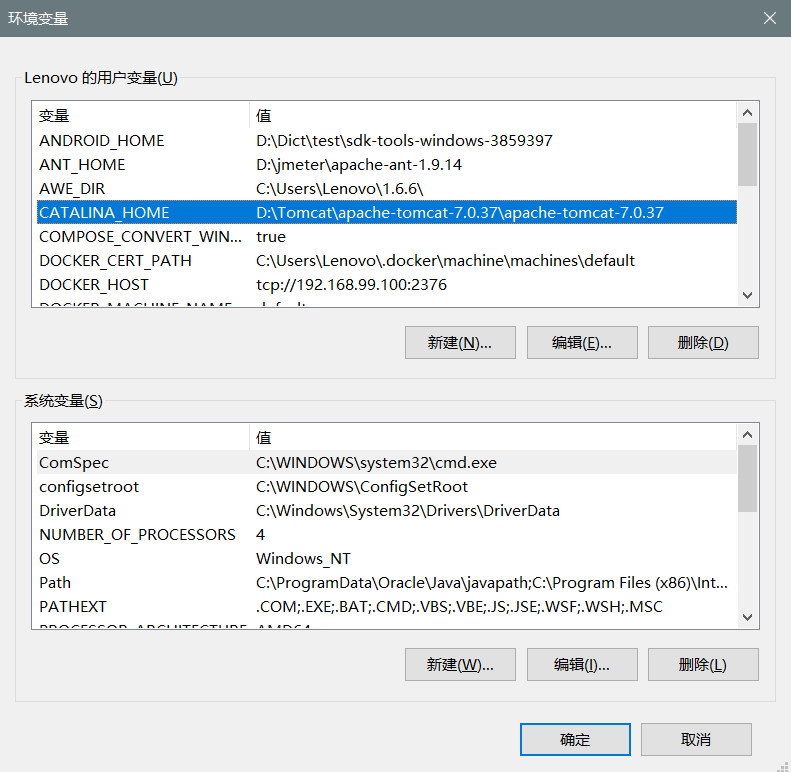 环境变量
Lenovo 的用户变量(U)
变量 值
ANDROID_HOME D:\Dict\test\sdk-tools-windows-3859397
ANT_HOME D:\jmeter\apache-ant-1.9.14
AWE_DIR C:\Users\Lenovo\1.6.6\
CATALINA_HOME D:\Tomcat\apache-tomcat-7.0.37\apache-tomcat-7.0.37
COMPOSE_CONVERT_WIN... true
DOCKER_CERT_PATH C:\Users\Lenovo\.docker\machine\machines\default
DOCKER_HOST tcp://192.168.99.100:2376
DOCKER_MACHINE_NAME default
新建(N)... 编辑(E)... 删除(D)
系统变量(S)
变量 值
ComSpec C:\WINDOWS\system32\cmd.exe
configsetroot C:\WINDOWS\ConfigSetRoot
DriverData C:\Windows\System32\Drivers\DriverData
NUMBER_OF_PROCESSORS 4
OS Windows_NT
Path C:\ProgramData\Oracle\Java\javapath;C:\Program Files (x86)\Int...
PATHEXT .COM;.EXE;.BAT;.CMD;.VBS;.VBE;.JS;.JSE;.WSF;.WSH;.MSC
PROCESSOR_ARCHITECTURE AMD64
新建(W)... 编辑(I)... 删除(L)
确定 取消